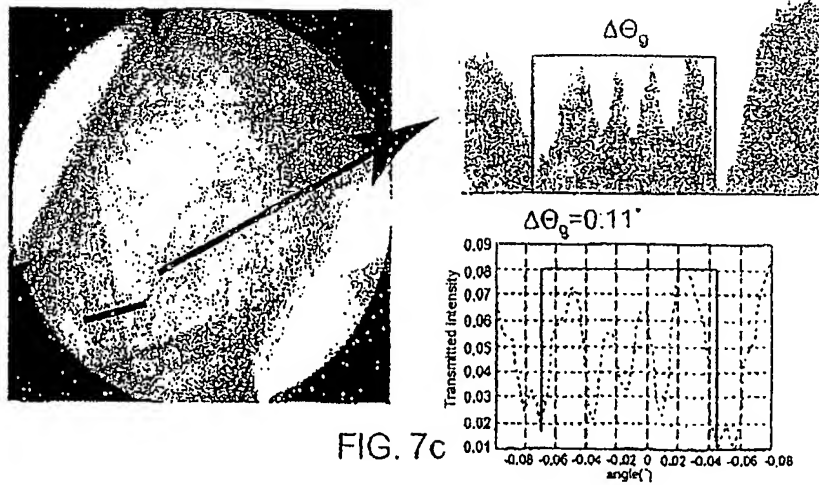 ΔΘg
ΔΘg=0.11°
0.09
0.08
0.07
0.06
0.05
0.04
0.03
0.02
0.01
Transmitted Intensity
-0.08 -0.06 -0.04 -0.02 0 0.02 -0.04 -0.06 -0.08
angle(°)
FIG. 7c